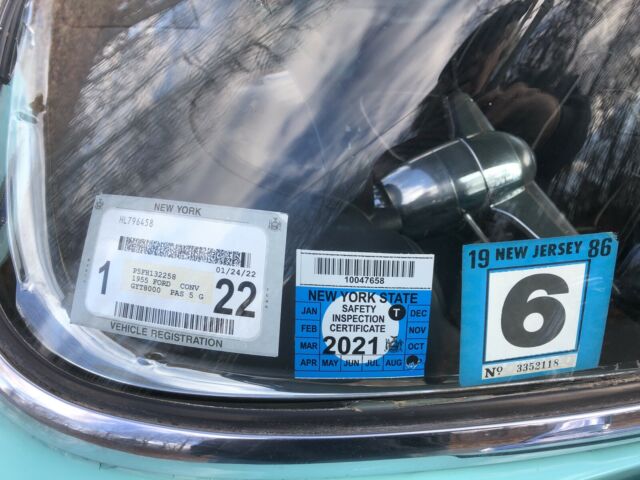 NEW YORK
HL796458
P5FH132258 01/24/22
1 1955 FORD CONV 22
GYT8000 PAS 5 G
VEHICLE REGISTRATION
10047658
NEW YORK STATE
JAN SAFETY T DEC
FEB INSPECTION NOV
CERTIFICATE
MAR 2021 OCT
APR MAY JUN JUL AUG
19 NEW JERSEY 86
6
No 3352118